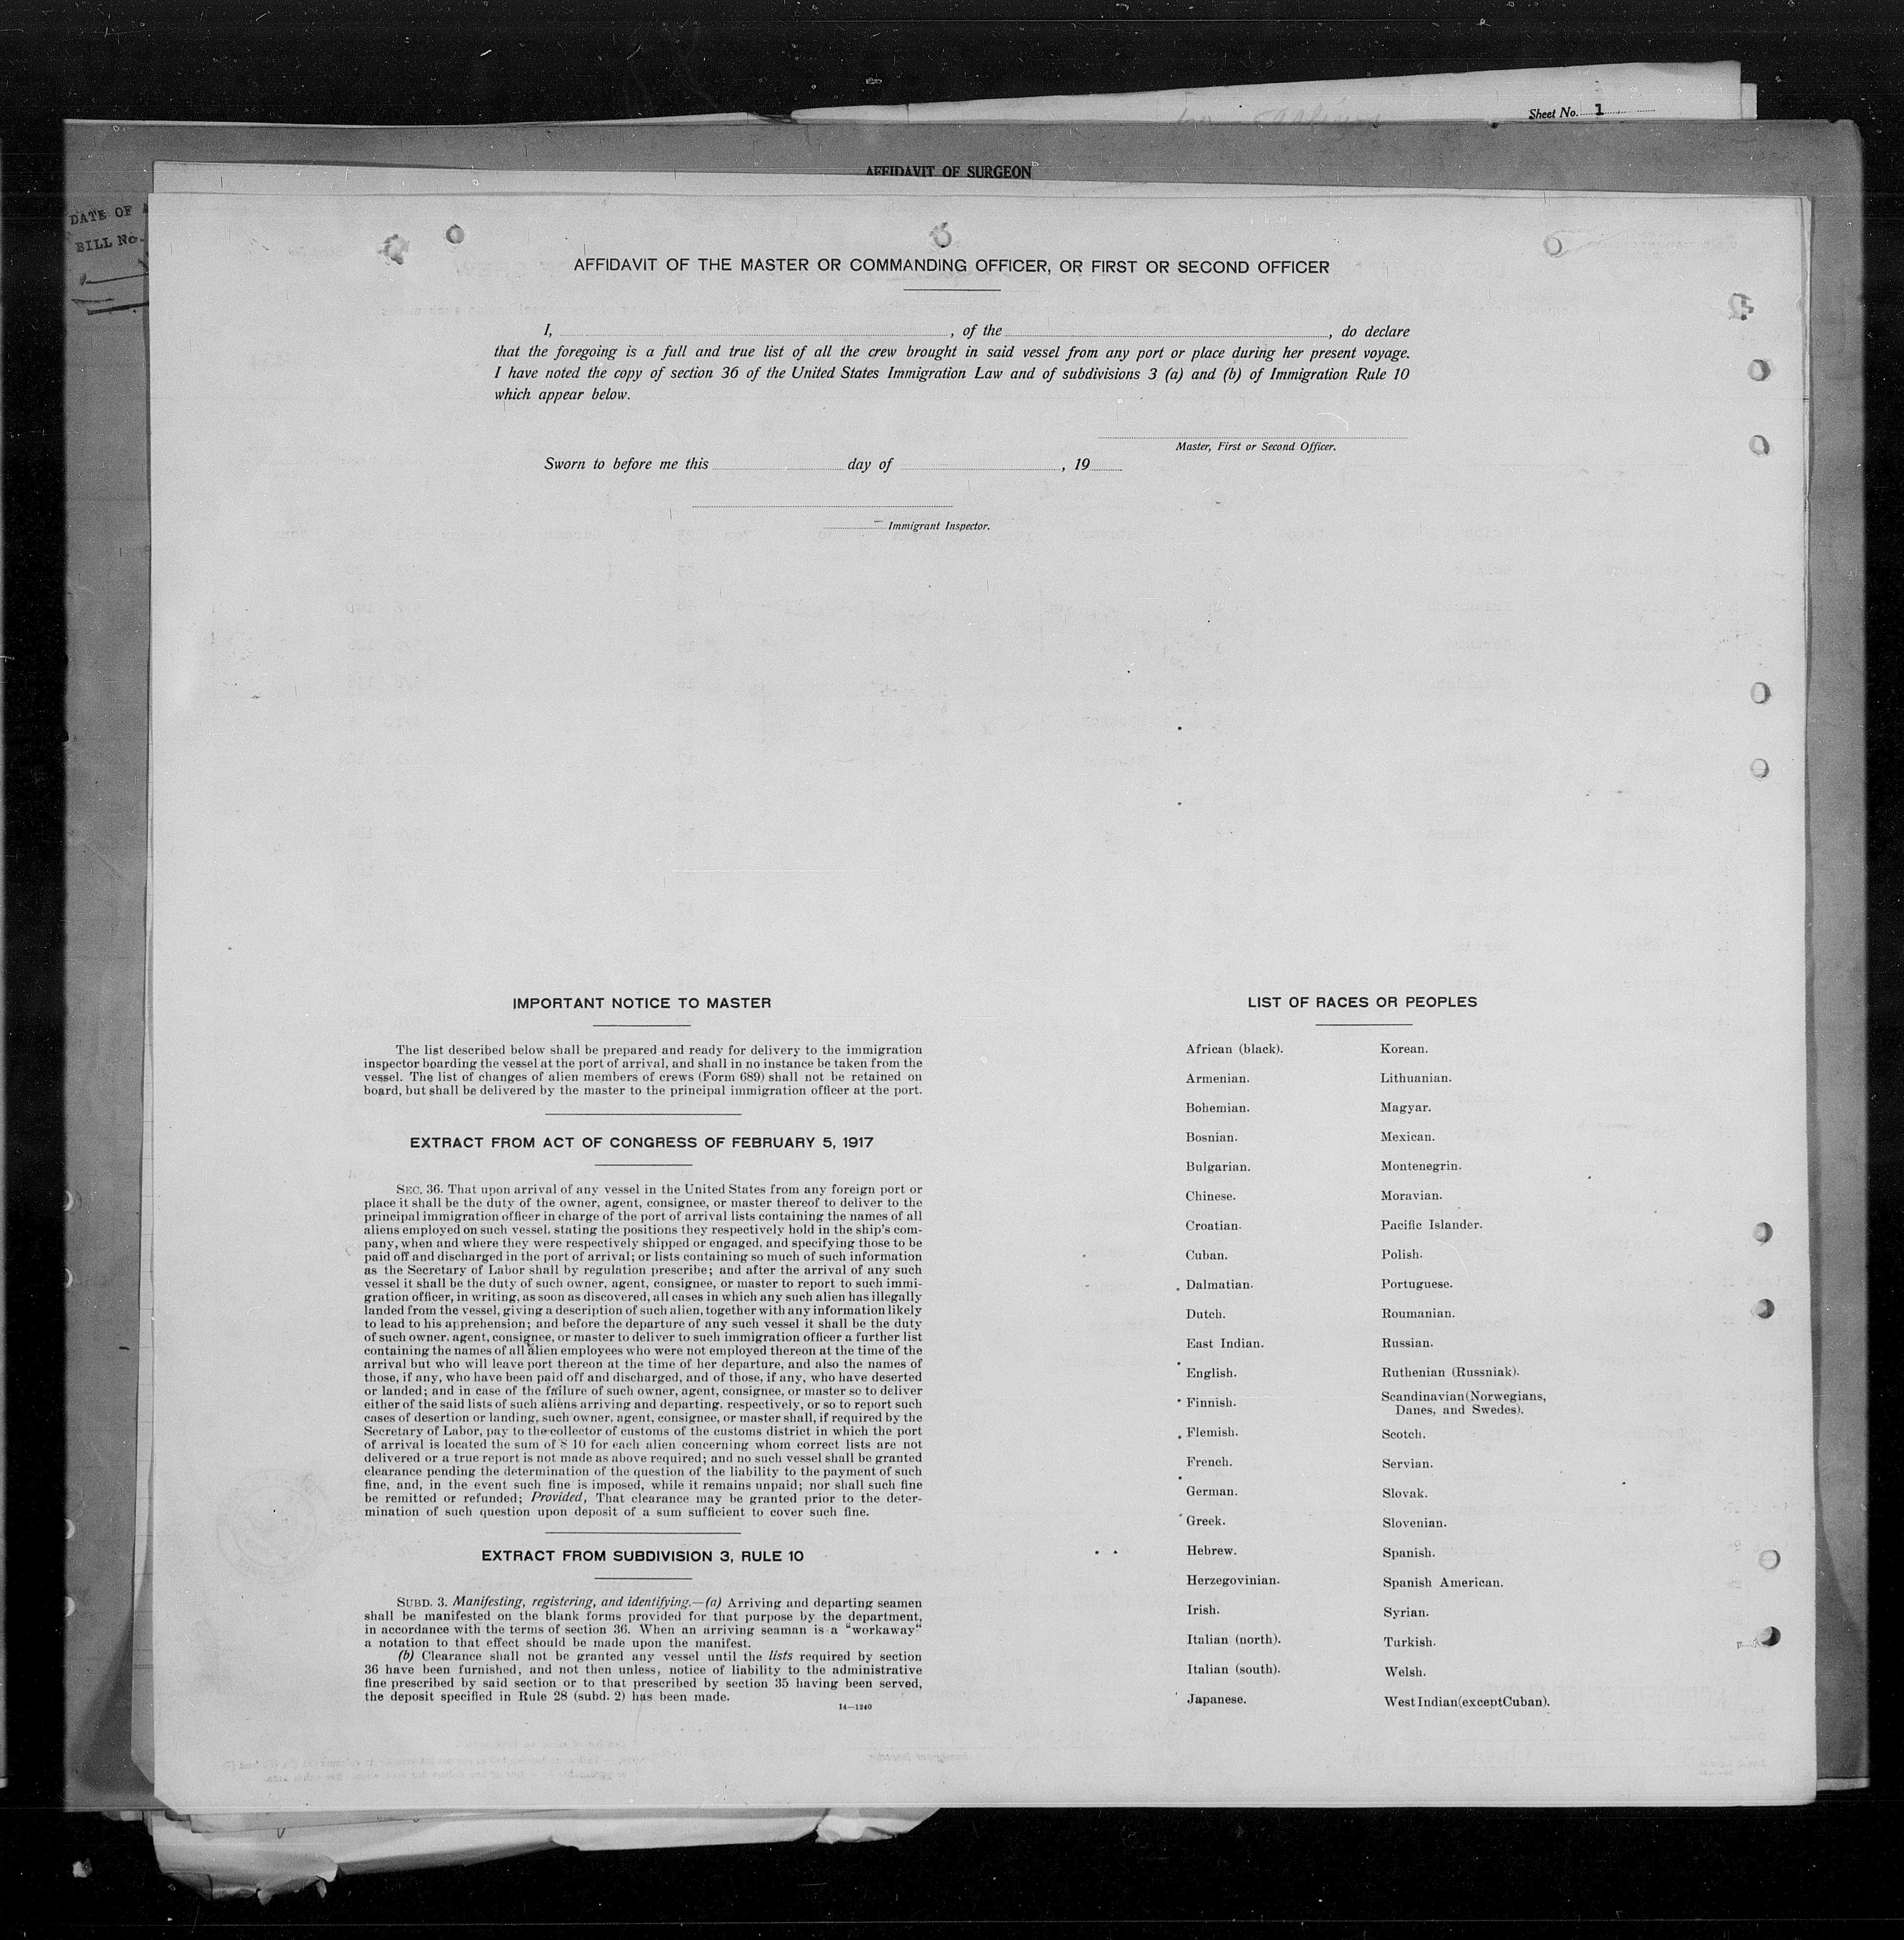 Sheet No. 1
AFFIDAVIT OF SURGEON
DATE OF
BILL No.
AFFIDAVIT OF THE MASTER OR COMMANDING OFFICER, OR FIRST OR SECOND OFFICER
I, , of the , do declare
that the foregoing is a full and true list of all the crew brought in said vessel from any port or place during her present voyage.
I have noted the copy of section 36 of the United States Immigration Law and of subdivisions 3 (a) and (b) of Immigration Rule 10
which appear below.
Master, First or Second Officer.
Sworn to before me this day of , 19
Immigrant Inspector.
IMPORTANT NOTICE TO MASTER
The list described below shall be prepared and ready for delivery to the immigration
inspector boarding the vessel at the port of arrival, and shall in no instance be taken from the
vessel. The list of changes of alien members of crews (Form 689) shall not be retained on
board, but shall be delivered by the master to the principal immigration officer at the port.
EXTRACT FROM ACT OF CONGRESS OF FEBRUARY 5, 1917
SEC. 36. That upon arrival of any vessel in the United States from any foreign port or
place it shall be the duty of the owner, agent, consignee, or master thereof to deliver to the
principal immigration officer in charge of the port of arrival lists containing the names of all
aliens employed on such vessel, stating the positions they respectively hold in the ship's com-
pany, when and where they were respectively shipped or engaged, and specifying those to be
paid off and discharged in the port of arrival; or lists containing so much of such information
as the Secretary of Labor shall by regulation prescribe; and after the arrival of any such
vessel it shall be the duty of such owner, agent, consignee, or master to report to such immi-
gration officer, in writing, as soon as discovered, all cases in which any such alien has illegally
landed from the vessel, giving a description of such alien, together with any information likely
to lead to his apprehension; and before the departure of any such vessel it shall be the duty
of such owner, agent, consignee, or master to deliver to such immigration officer a further list
containing the names of all alien employees who were not employed thereon at the time of the
arrival but who will leave port thereon at the time of her departure, and also the names of
those, if any, who have been paid off and discharged, and of those, if any, who have deserted
or landed; and in case of the failure of such owner, agent, consignee, or master so to deliver
either of the said lists of such aliens arriving and departing, respectively, or so to report such
cases of desertion or landing, such owner, agent, consignee, or master shall, if required by the
Secretary of Labor, pay to the collector of customs of the customs district in which the port
of arrival is located the sum of $ 10 for each alien concerning whom correct lists are not
delivered or a true report is not made as above required; and no such vessel shall be granted
clearance pending the determination of the question of the liability to the payment of such
fine, and, in the event such fine is imposed, while it remains unpaid; nor shall such fine
be remitted or refunded; Provided, That clearance may be granted prior to the deter-
mination of such question upon deposit of a sum sufficient to cover such fine.
EXTRACT FROM SUBDIVISION 3, RULE 10
SUBD. 3. Manifesting, registering, and identifying.—(a) Arriving and departing seamen
shall be manifested on the blank forms provided for that purpose by the department,
in accordance with the terms of section 36. When an arriving seaman is a "workaway"
a notation to that effect should be made upon the manifest.
(b) Clearance shall not be granted any vessel until the lists required by section
36 have been furnished, and not then unless, notice of liability to the administrative
fine prescribed by said section or to that prescribed by section 35 having been served,
the deposit specified in Rule 28 (subd. 2) has been made.
14—1240
LIST OF RACES OR PEOPLES
African (black).
Armenian.
Bohemian.
Bosnian.
Bulgarian.
Chinese.
Croatian.
Cuban.
Dalmatian.
Dutch.
East Indian.
English.
Finnish.
Flemish.
French.
German.
Greek.
Hebrew.
Herzegovinian.
Irish.
Italian (north).
Italian (south).
Japanese.
Korean.
Lithuanian.
Magyar.
Mexican.
Montenegrin.
Moravian.
Pacific Islander.
Polish.
Portuguese.
Roumanian.
Russian.
Ruthenian (Russniak).
Scandinavian (Norwegians,
Danes, and Swedes).
Scotch.
Servian.
Slovak.
Slovenian.
Spanish.
Spanish American.
Syrian.
Turkish.
Welsh.
West Indian (except Cuban).